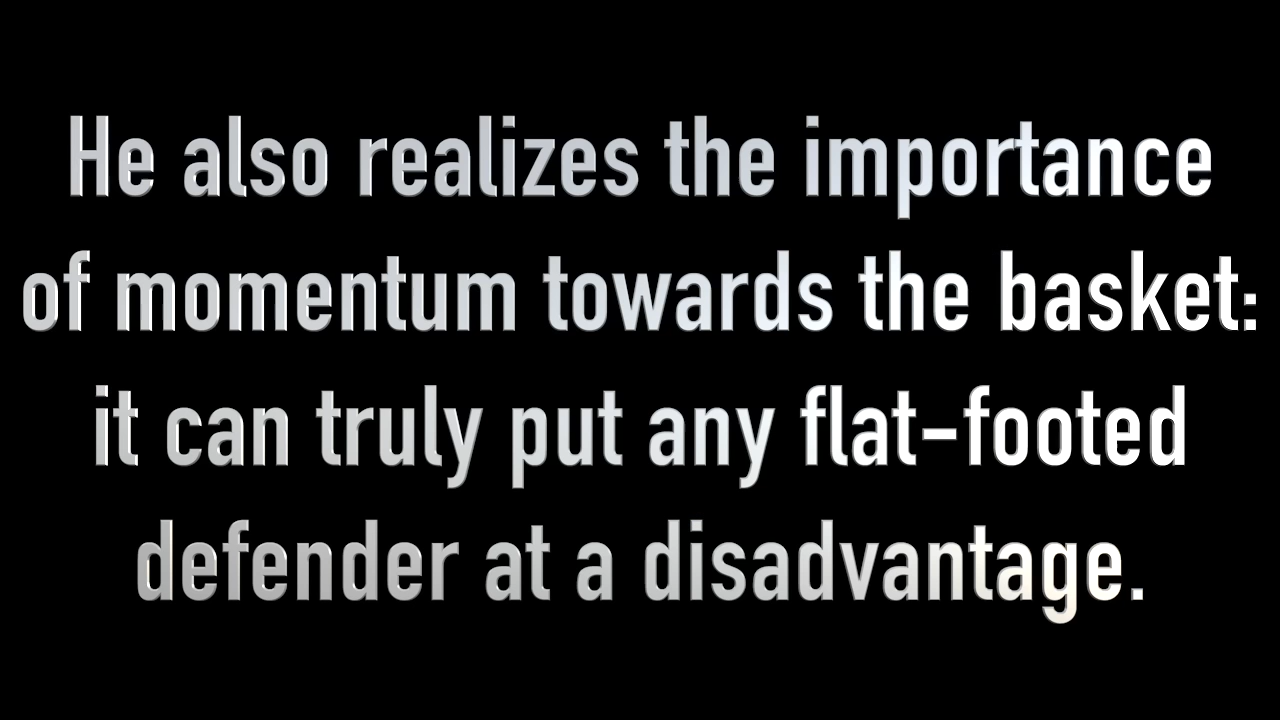 He also realizes the importance
of momentum towards the basket:
it can truly put any flat-footed
defender at a disadvantage.